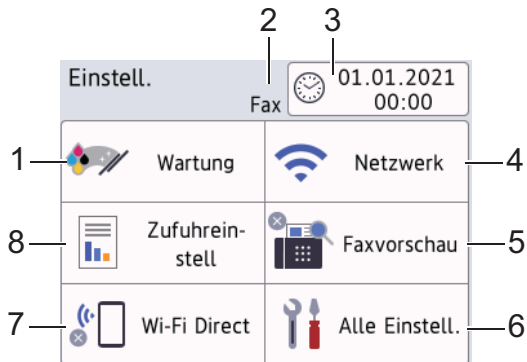 2 3
Einstell.
Fax
01.01.2021
00:00
1 Wartung Netzwerk 4
8 Zufuhrein-
stell
Faxvorschau 5
7 Wi-Fi Direct Alle Einstell. 6